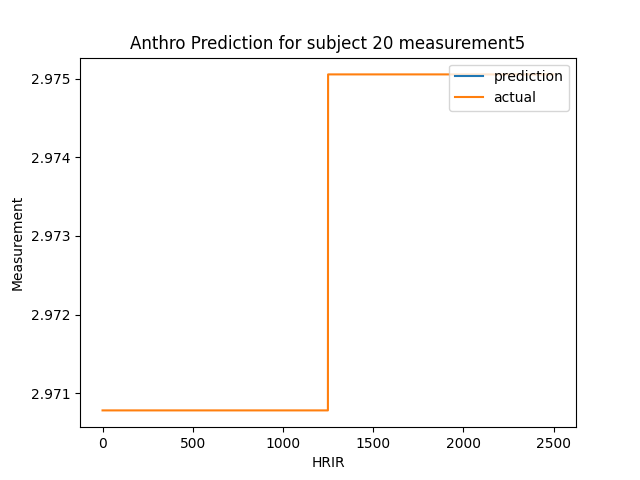 Anthro Prediction for subject 20 measurement5
2.975
2.974
2.973
2.972
2.971
Measurement
prediction
actual
0 500 1000 1500 2000 2500
HRIR